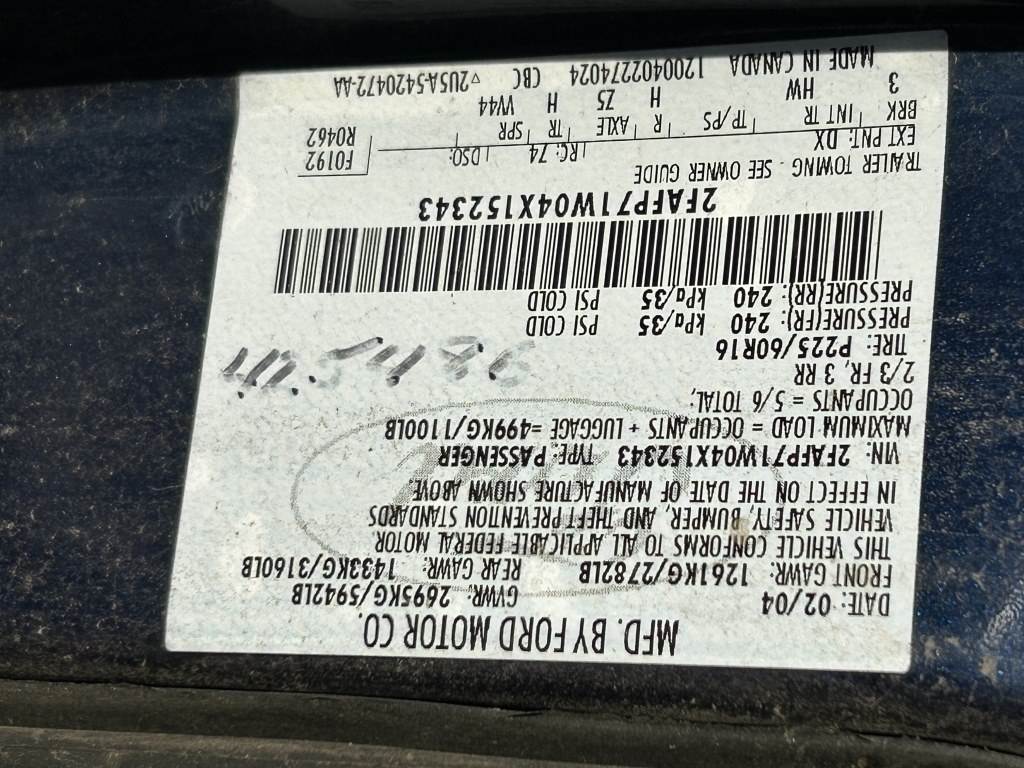 MFD. BY FORD MOTOR CO.
DATE: 02/04 GVWR: 2695KG/5942LB
FRONT GAWR: 1261KG/2782LB REAR GAWR: 1433KG/3160LB
THIS VEHICLE CONFORMS TO ALL APPLICABLE FEDERAL MOTOR
VEHICLE SAFETY, BUMPER, AND THEFT PREVENTION STANDARDS
IN EFFECT ON THE DATE OF MANUFACTURE SHOWN ABOVE
VIN: 2FAFP71W04X152343 TYPE: PASSENGER
MAXIMUM LOAD = OCCUPANTS + LUGGAGE =499KG/1100LB
OCCUPANTS = 5/6 TOTAL;
2/3 FR, 3 RR
TIRE: P225/60R16
PRESSURE(FR): 240 kPa/35 PSI COLD
PRESSURE(RR): 240 kPa/35 PSI COLD
2FAFP71W04X152343
TRAILER TOWING - SEE OWNER GUIDE
EXT PNT: DX RC: 74 DSO: F0192
BRK INT TR TP/PS R AXLE TR SPR R0462
3 HW H Z5 H VV44
MADE IN CANADA 1200402274024 CBC ▽2U5A-5420472-AA